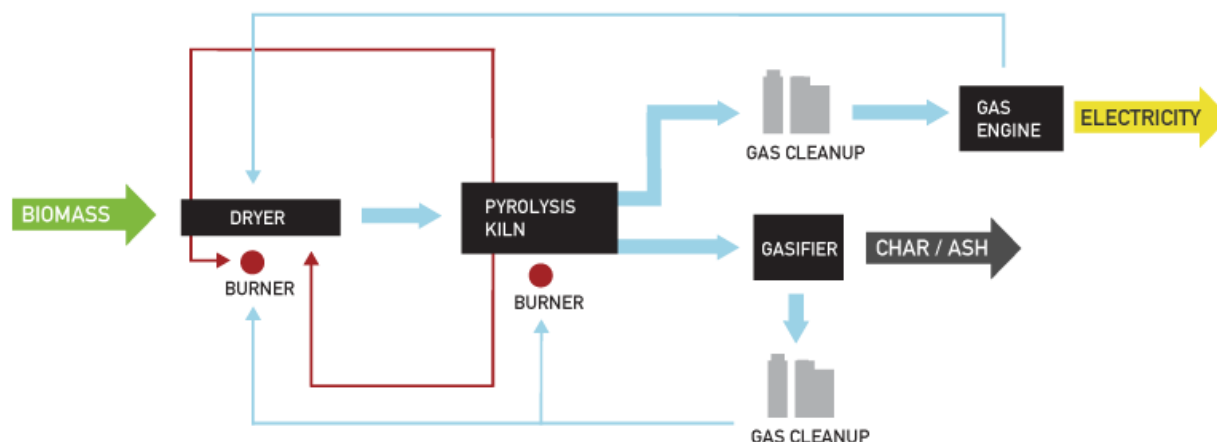 GAS
ENGINE
ELECTRICITY
GAS CLEANUP
BIOMASS
DRYER
PYROLYSIS
KILN
GASIFIER
CHAR / ASH
BURNER
BURNER
GAS CLEANUP